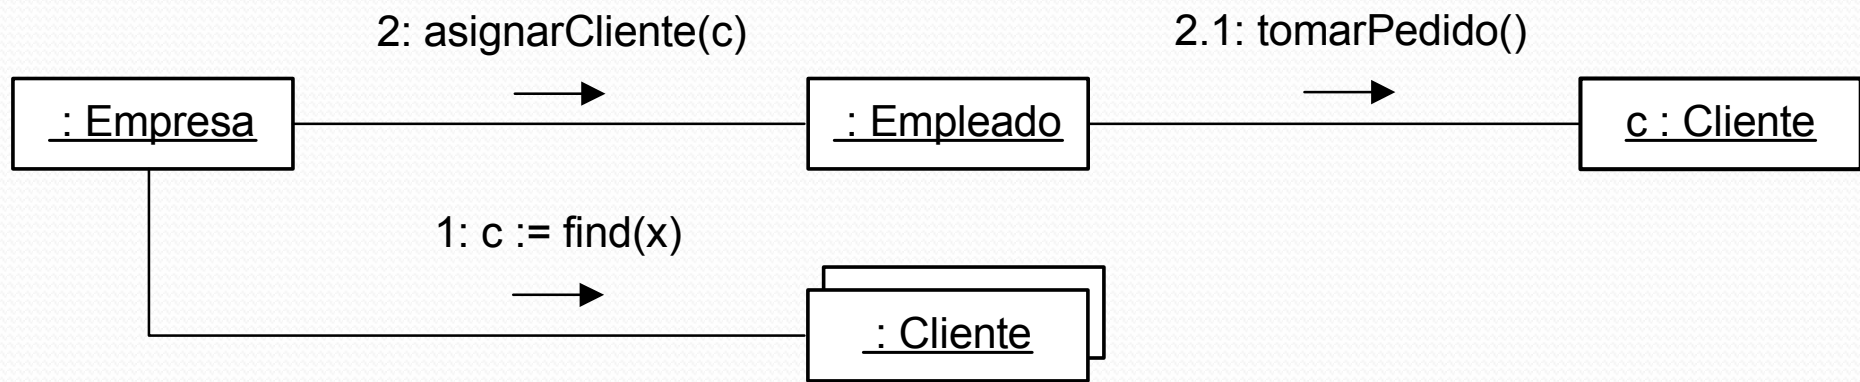 2: asignarCliente(c)
2.1: tomarPedido()
: Empresa
: Empleado
c : Cliente
1: c := find(x)
: Cliente